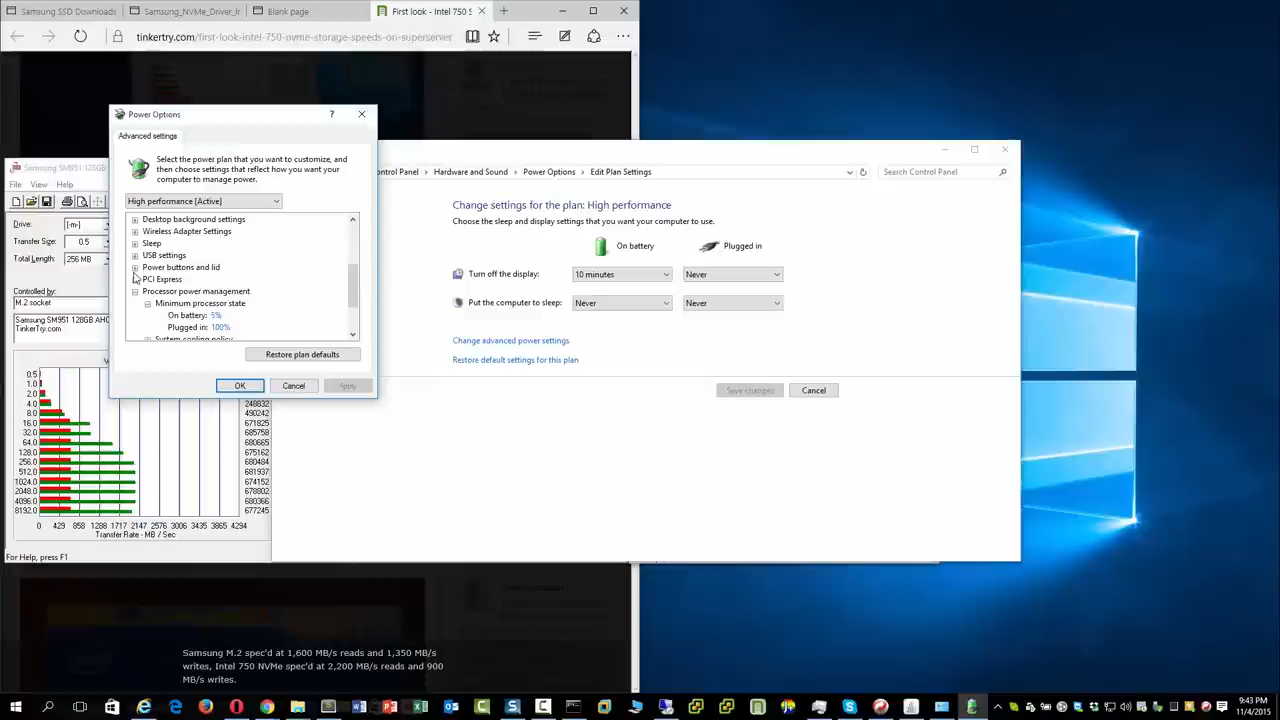 Samsung SSD Downloads
Samsung_NVMe_Driver_In
Blank page
First look - Intel 750 S
tinkertry.com/first-look-intel-750-nvme-storage-speeds-on-superserver
Power Options
Advanced settings
Select the power plan that you want to customize, and
then choose settings that reflect how you want your
computer to manage power.
High performance [Active]
Desktop background settings
Wireless Adapter Settings
Sleep
USB settings
Power buttons and lid
PCI Express
Processor power management
Minimum processor state
On battery: 5%
Plugged in: 100%
System cooling policy
Restore plan defaults
OK
Cancel
Apply
Samsung SM951 128GB
File View Help
Drive: [-m-]
Transfer Size: 0.5
Total Length: 256 MB
Controlled by:
M.2 socket
Samsung SM951 128GB AHC
TinkerTry.com
0.5
1.0
2.0
4.0 248832
8.0 490242
16.0 671825
32.0 685758
64.0 680665
128.0 675162
256.0 680484
512.0 681937
1024.0 674152
2048.0 678802
4096.0 680366
8192.0 677245
0 429 858 1288 1717 2147 2576 3006 3435 3865 4294
Transfer Rate - MB / Sec
For Help, press F1
ontrol Panel Hardware and Sound Power Options Edit Plan Settings
Search Control Panel
Change settings for the plan: High performance
Choose the sleep and display settings that you want your computer to use.
On battery Plugged in
Turn off the display: 10 minutes Never
Put the computer to sleep: Never Never
Change advanced power settings
Restore default settings for this plan
Save changes
Cancel
Samsung M.2 spec'd at 1,600 MB/s reads and 1,350 MB/s
writes, Intel 750 NVMe spec'd at 2,200 MB/s reads and 900
MB/s writes.
9:43 PM
11/4/2015